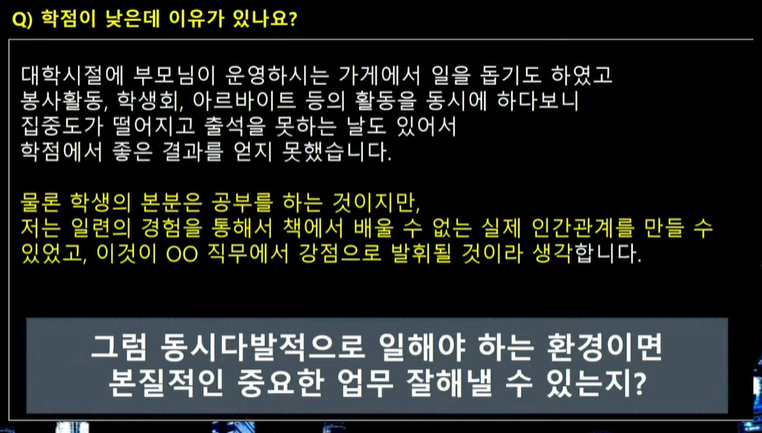 Q) 학점이 낮은데 이유가 있나요?
대학시절에 부모님이 운영하시는 가게에서 일을 돕기도 하였고
봉사활동, 학생회, 아르바이트 등의 활동을 동시에 하다보니
집중도가 떨어지고 출석을 못하는 날도 있어서
학점에서 좋은 결과를 얻지 못했습니다.
물론 학생의 본분은 공부를 하는 것이지만,
저는 일련의 경험을 통해서 책에서 배울 수 없는 실제 인간관계를 만들 수
있었고, 이것이 OO 직무에서 강점으로 발휘될 것이라 생각합니다.
그럼 동시다발적으로 일해야 하는 환경이면
본질적인 중요한 업무 잘해낼 수 있는지?